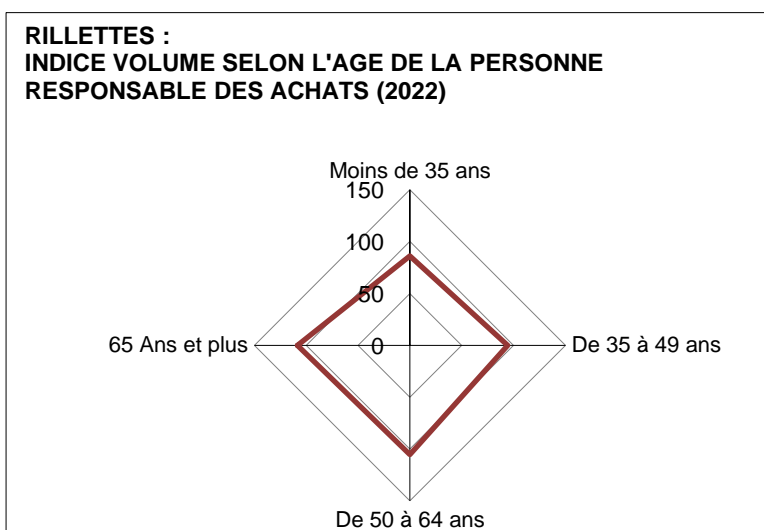 RILLETTES :
INDICE VOLUME SELON L'AGE DE LA PERSONNE
RESPONSABLE DES ACHATS (2022)
Moins de 35 ans
150
100
50
65 Ans et plus
0
De 35 à 49 ans
De 50 à 64 ans